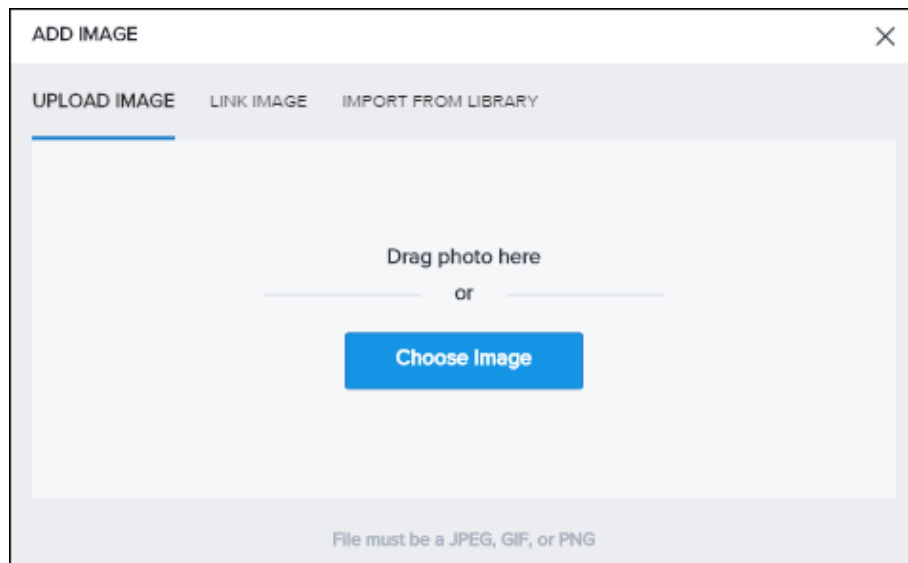 ADD IMAGE
UPLOAD IMAGE LINK IMAGE IMPORT FROM LIBRARY
Drag photo here
or
Choose Image
File must be a JPEG, GIF, or PNG